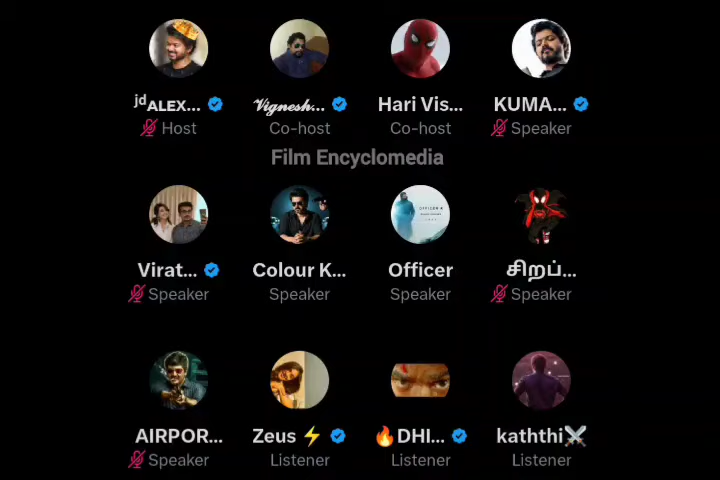 ʲᵈᴀʟᴇx...
𝓥𝓲𝓰𝓷𝓮𝓼𝓱...
Hari Vis...
KUMA...
Host
Co-host
Co-host
Speaker
Film Encyclomedia
Virat...
Colour K...
Officer
சிறப்...
Speaker
Speaker
Speaker
Speaker
AIRPOR...
Zeus ⚡
🔥DHI...
kaththi⚔️
Speaker
Listener
Listener
Listener